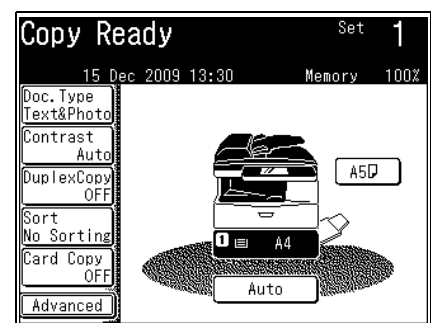 Copy Ready Set 1
15 Dec 2009 13:30 Memory 100%
Doc.Type
Text&Photo
Contrast
Auto
DuplexCopy
OFF
Sort
No Sorting
Card Copy
OFF
Advanced
A5
1 A4
Auto